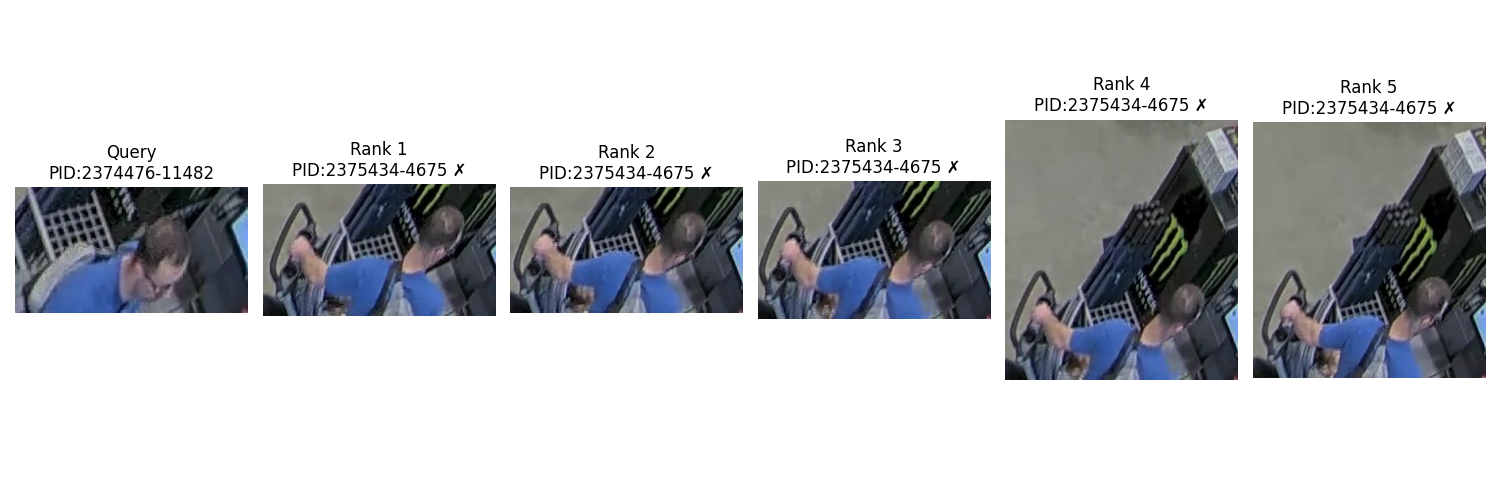 Query
PID:2374476-11482
Rank 1
PID:2375434-4675 ✗
Rank 2
PID:2375434-4675 ✗
Rank 3
PID:2375434-4675 ✗
Rank 4
PID:2375434-4675 ✗
Rank 5
PID:2375434-4675 ✗